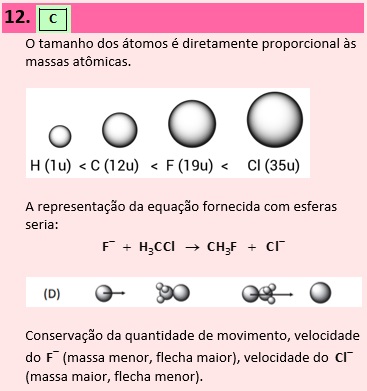 12. C
O tamanho dos átomos é diretamente proporcional às
massas atômicas.
H (1u) < C (12u) < F (19u) < Cl (35u)
A representação da equação fornecida com esferas
seria:
F⁻ + H₃CCl → CH₃F + Cl⁻
(D)
Conservação da quantidade de movimento, velocidade
do F⁻ (massa menor, flecha maior), velocidade do Cl⁻
(massa maior, flecha menor).